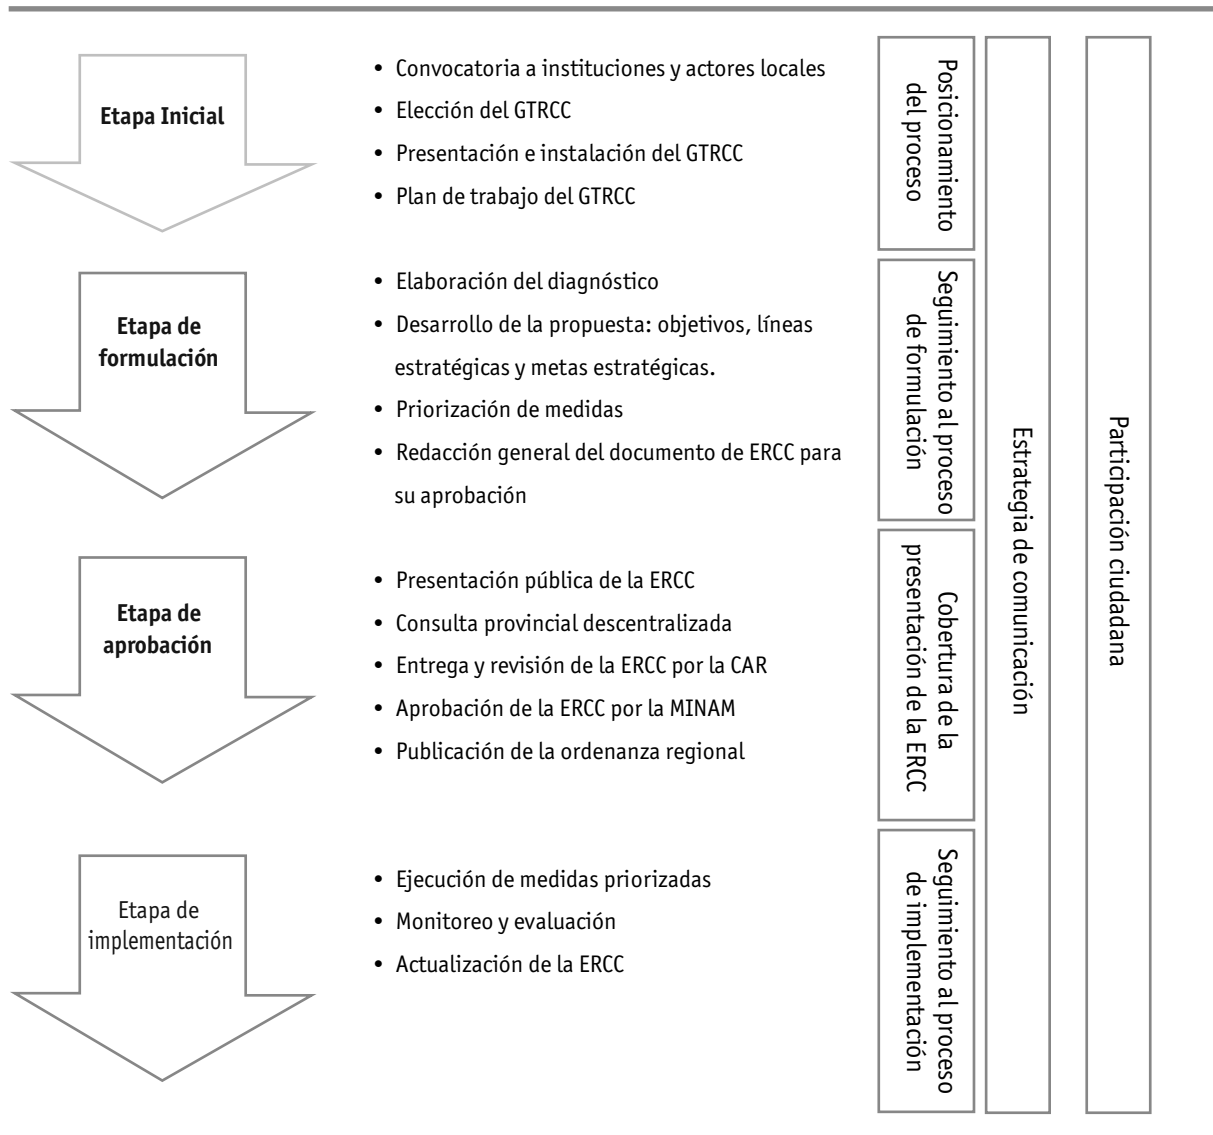 Etapa Inicial
• Convocatoria a instituciones y actores locales
• Elección del GTRCC
• Presentación e instalación del GTRCC
• Plan de trabajo del GTRCC
Posicionamiento
del proceso
Etapa de
formulación
• Elaboración del diagnóstico
• Desarrollo de la propuesta: objetivos, líneas
estratégicas y metas estratégicas.
• Priorización de medidas
• Redacción general del documento de ERCC para
su aprobación
Seguimiento al proceso
de formulación
Etapa de
aprobación
• Presentación pública de la ERCC
• Consulta provincial descentralizada
• Entrega y revisión de la ERCC por la CAR
• Aprobación de la ERCC por la MINAM
• Publicación de la ordenanza regional
Cobertura de la
presentación de la ERCC
Etapa de
implementación
• Ejecución de medidas priorizadas
• Monitoreo y evaluación
• Actualización de la ERCC
Seguimiento al proceso
de implementación
Estrategia de comunicación
Participación ciudadana